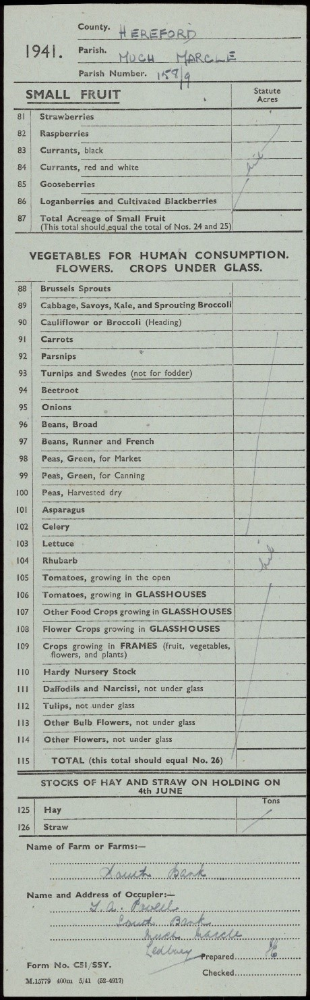 County. HEREFORD
1941. Parish. MUCH MARCLE
Parish Number. 158/9
SMALL FRUIT Statute Acres
81 Strawberries
82 Raspberries
83 Currants, black
84 Currants, red and white nil
85 Gooseberries
86 Loganberries and Cultivated Blackberries
87 Total Acreage of Small Fruit
(This total should equal the total of Nos. 24 and 25)
VEGETABLES FOR HUMAN CONSUMPTION.
FLOWERS. CROPS UNDER GLASS.
88 Brussels Sprouts
89 Cabbage, Savoys, Kale, and Sprouting Broccoli
90 Cauliflower or Broccoli (Heading)
91 Carrots
92 Parsnips
93 Turnips and Swedes (not for fodder)
94 Beetroot
95 Onions
96 Beans, Broad
97 Beans, Runner and French
98 Peas, Green, for Market
99 Peas, Green, for Canning
100 Peas, Harvested dry
101 Asparagus
102 Celery
103 Lettuce
104 Rhubarb nil
105 Tomatoes, growing in the open
106 Tomatoes, growing in GLASSHOUSES
107 Other Food Crops growing in GLASSHOUSES
108 Flower Crops growing in GLASSHOUSES
109 Crops growing in FRAMES (fruit, vegetables,
flowers, and plants)
110 Hardy Nursery Stock
111 Daffodils and Narcissi, not under glass
112 Tulips, not under glass
113 Other Bulb Flowers, not under glass
114 Other Flowers, not under glass
115 TOTAL (this total should equal No. 26)
STOCKS OF HAY AND STRAW ON HOLDING ON
4th JUNE
Tons
125 Hay
126 Straw
Name of Farm or Farms:—
South Bank
Name and Address of Occupier:—
Powell
South Bank
Much Marcle
Ledbury
Prepared
Form No. C51/SSY. Checked
M.15779 400m 5/41 (52-4917)